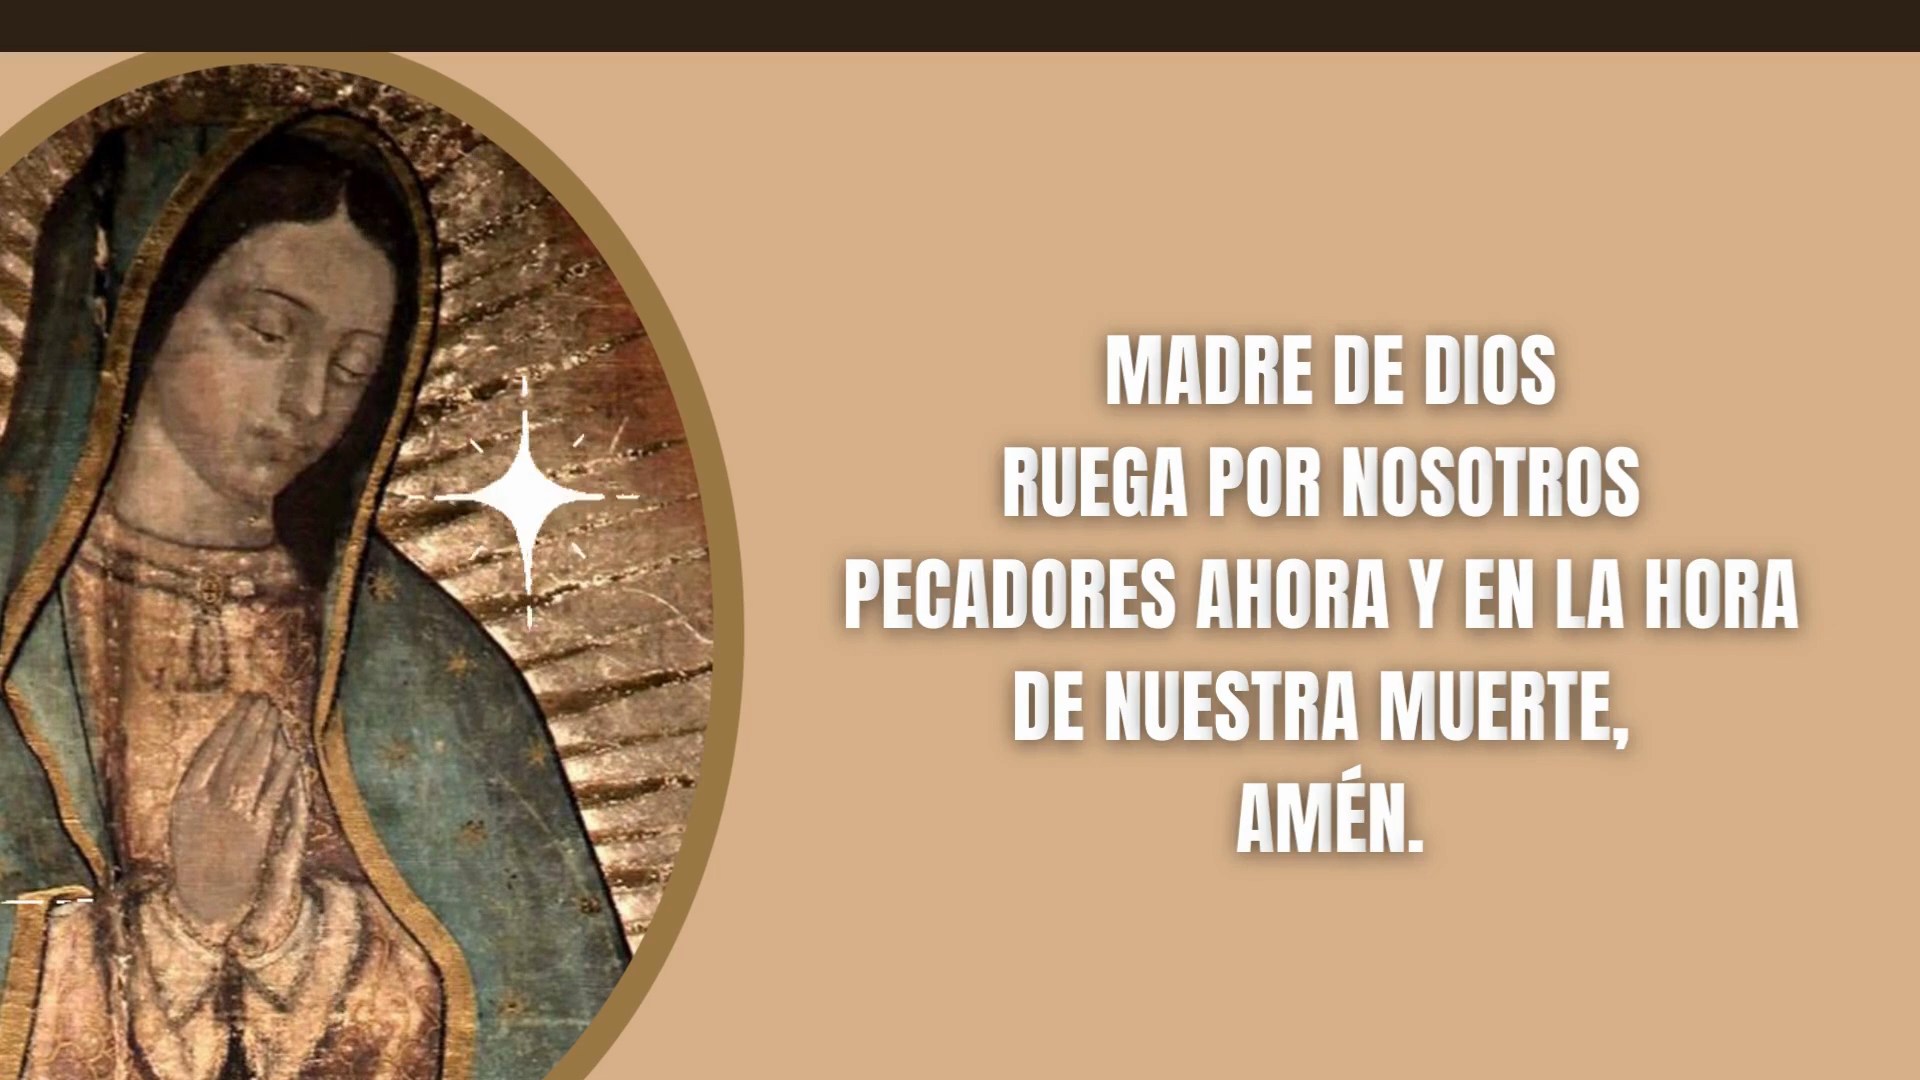 MADRE DE DIOS
RUEGA POR NOSOTROS
PECADORES AHORA Y EN LA HORA
DE NUESTRA MUERTE,
AMÉN.